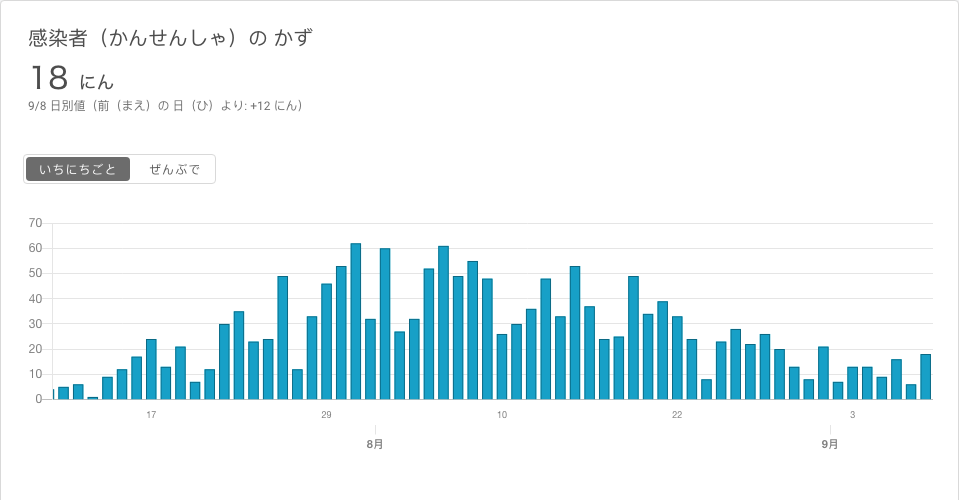 感染者（かんせんしゃ）の かず
18 にん
9/8 日別値（前（まえ）の 日（ひ）より: +12 にん）
いちにちごと ぜんぶで
70
60
50
40
30
20
10
0
17 29 10 22 3
8月 9月